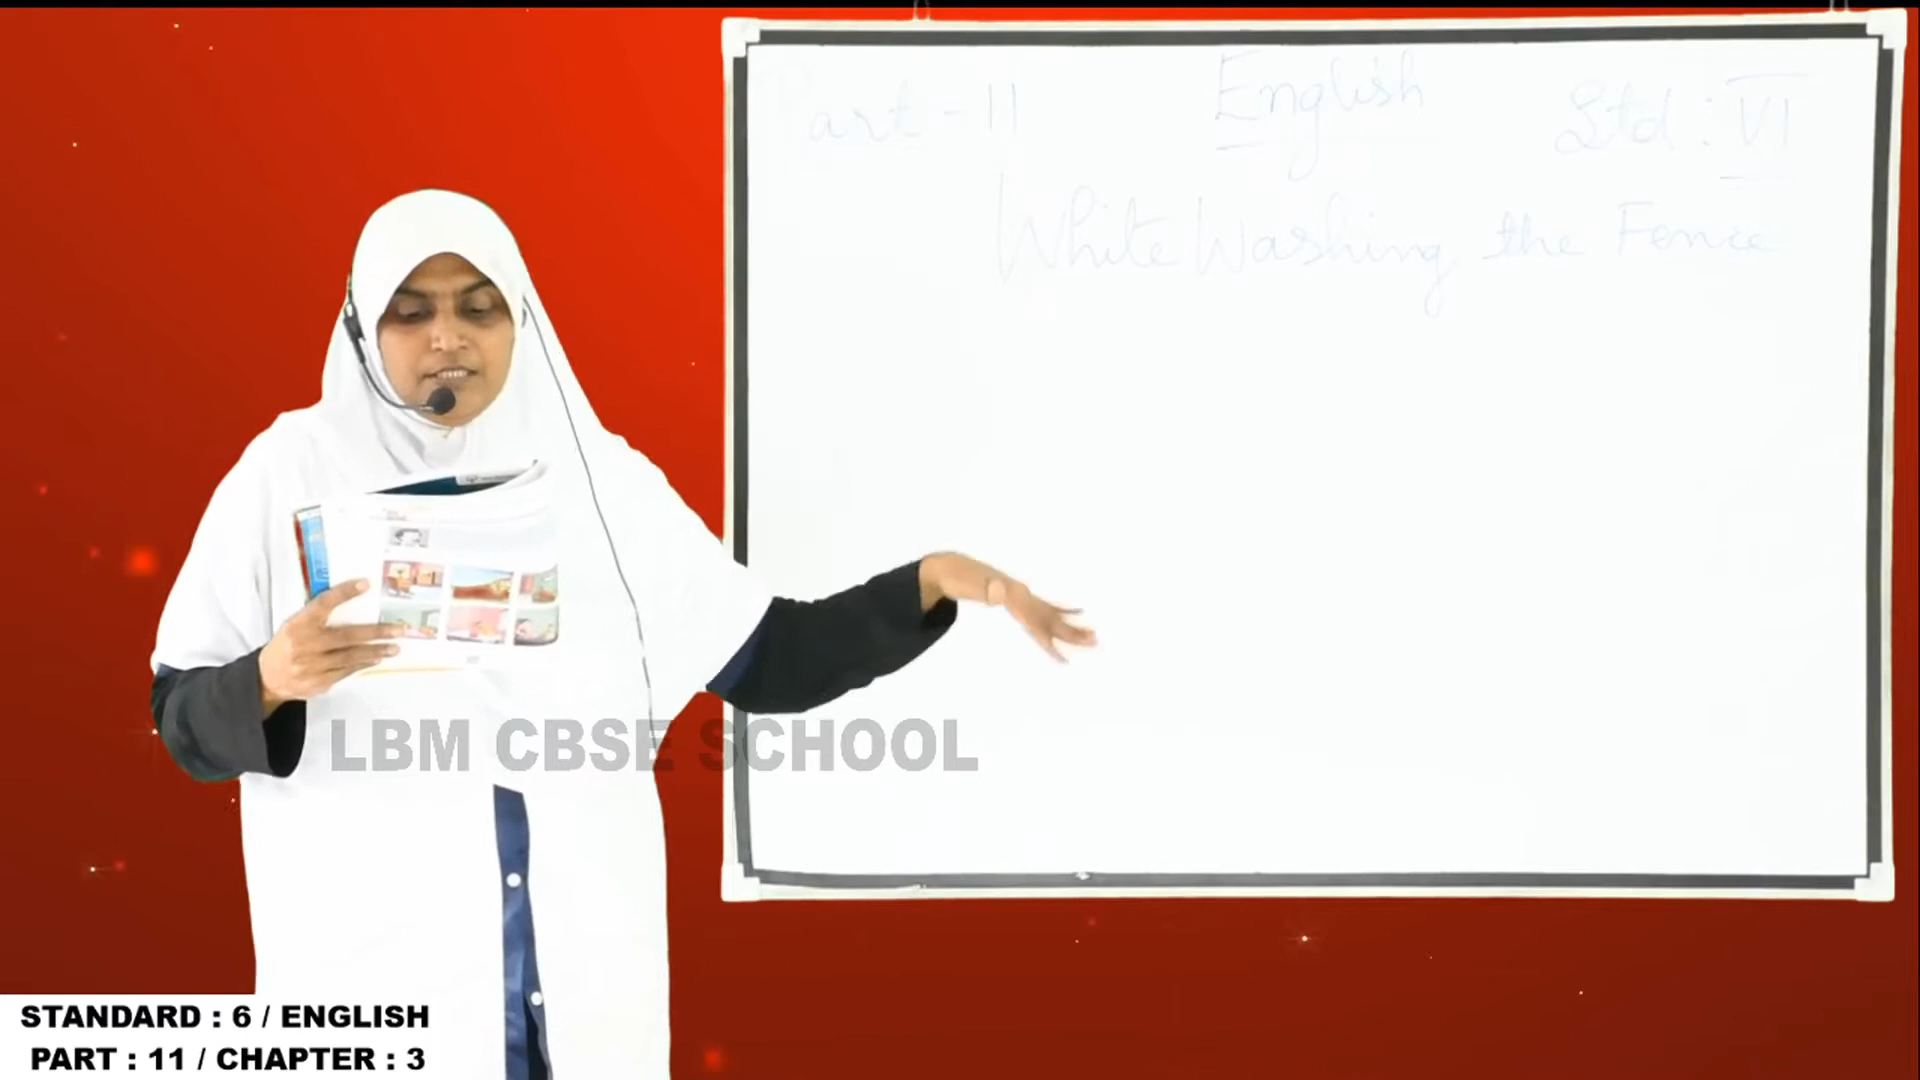 Part - 11 English Std : VI
White Washing the Fence
LBM CBSE SCHOOL
STANDARD : 6 / ENGLISH
PART : 11 / CHAPTER : 3